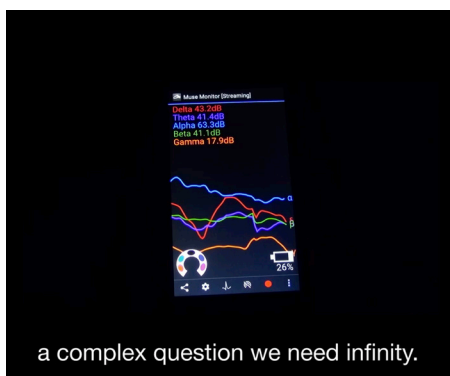 Muse Monitor [Streaming]
Delta 43.2dB
Theta 41.4dB
Alpha 63.3dB
Beta 41.1dB
Gamma 17.9dB
α
β
26%
a complex question we need infinity.